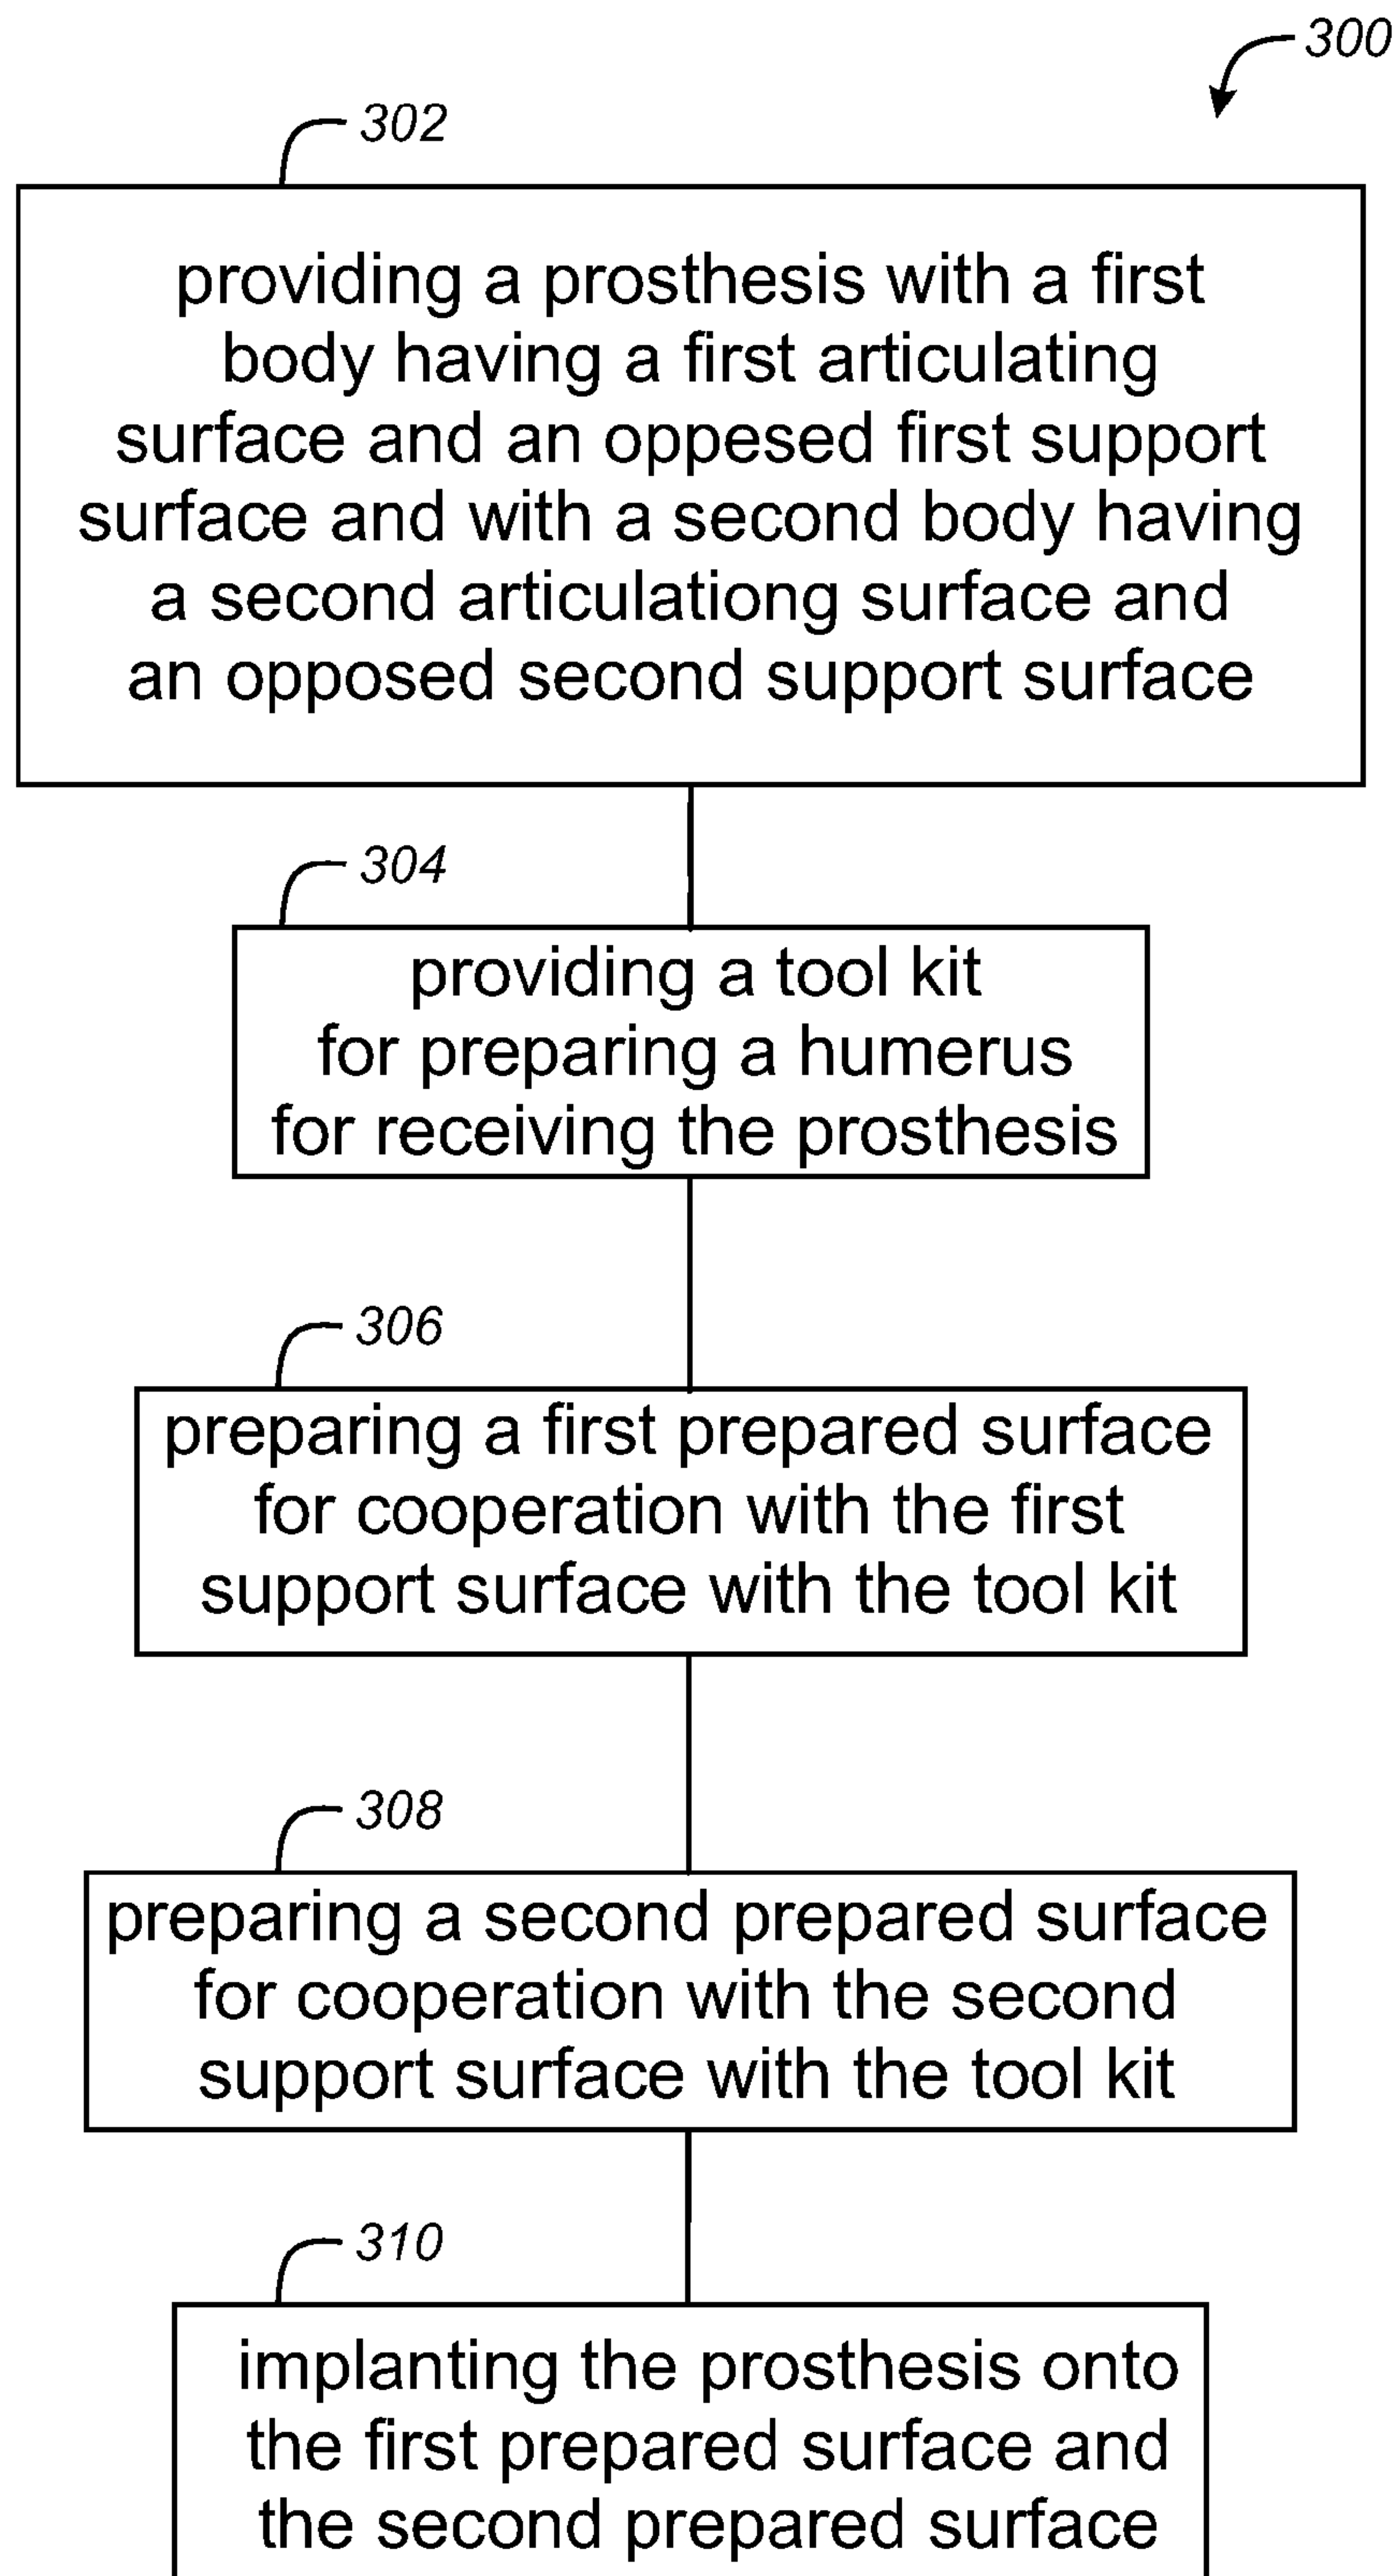 300
302
providing a prosthesis with a first
body having a first articulating
surface and an oppesed first support
surface and with a second body having
a second articulationg surface and
an opposed second support surface
304
providing a tool kit
for preparing a humerus
for receiving the prosthesis
306
preparing a first prepared surface
for cooperation with the first
support surface with the tool kit
308
preparing a second prepared surface
for cooperation with the second
support surface with the tool kit
310
implanting the prosthesis onto
the first prepared surface and
the second prepared surface